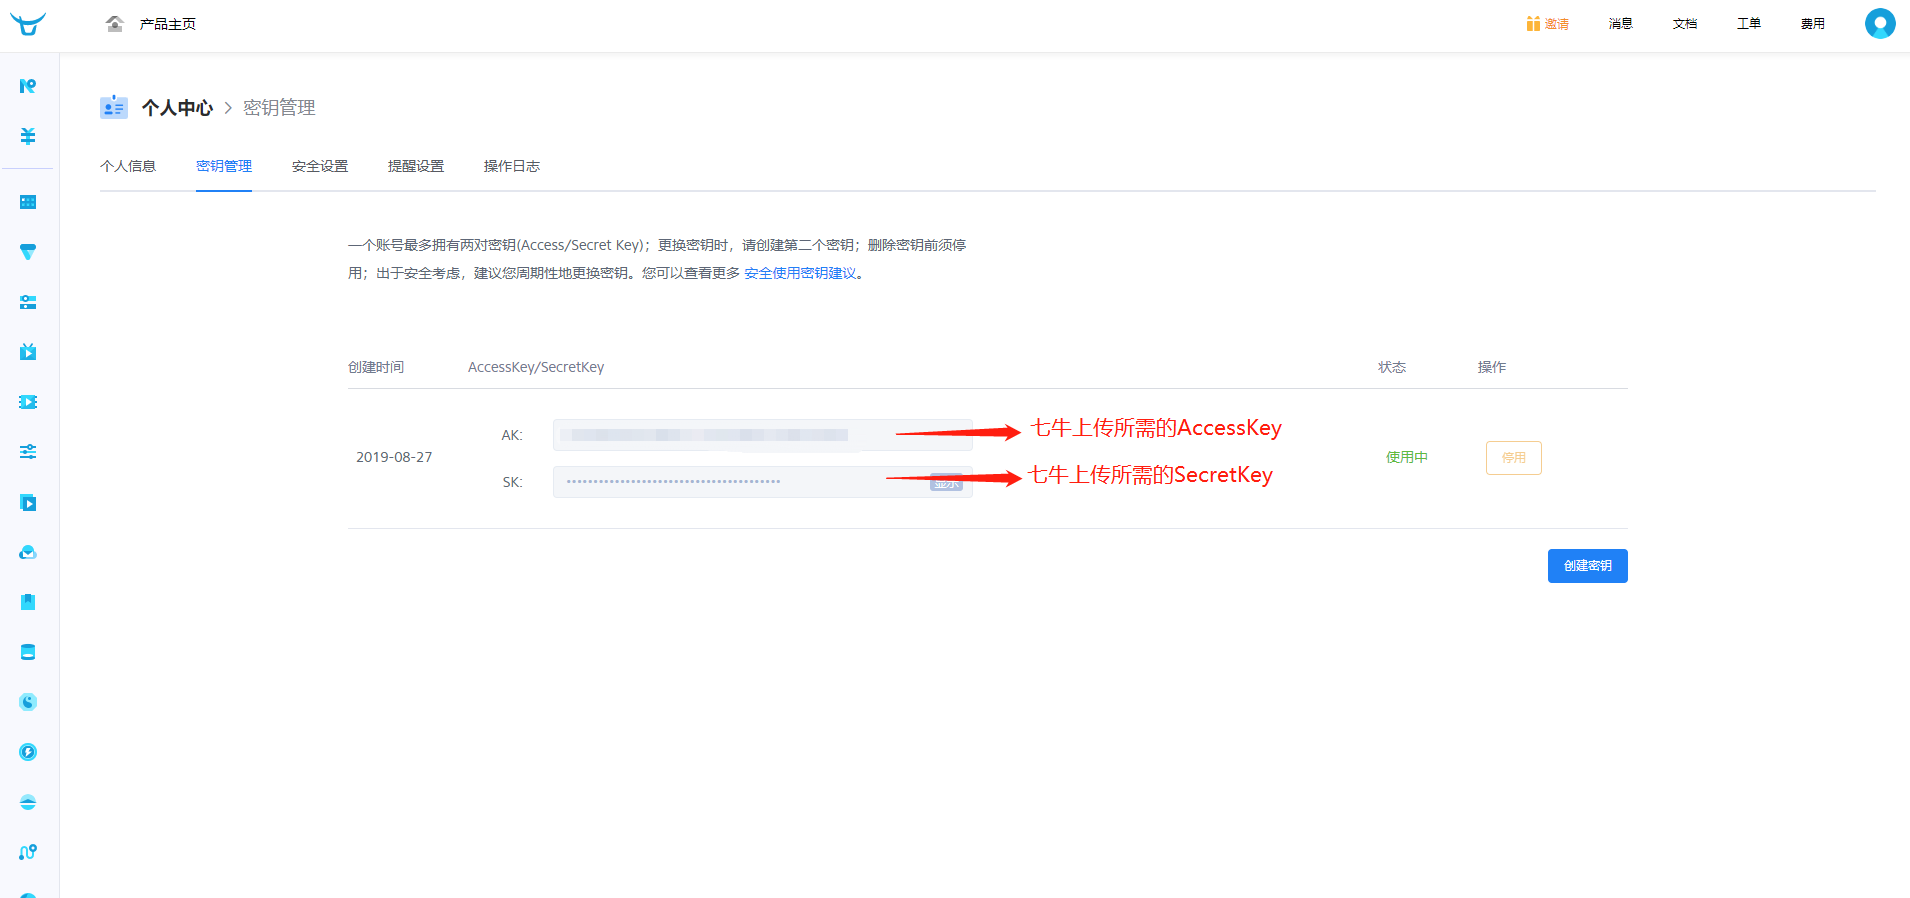 产品主页
邀请
消息
文档
工单
费用
个人中心 > 密钥管理
个人信息
密钥管理
安全设置
提醒设置
操作日志
一个账号最多拥有两对密钥(Access/Secret Key)；更换密钥时，请创建第二个密钥；删除密钥前须停
用；出于安全考虑，建议您周期性地更换密钥。您可以查看更多 安全使用密钥建议。
创建时间
AccessKey/SecretKey
状态
操作
2019-08-27
AK:
七牛上传所需的AccessKey
SK:
显示
七牛上传所需的SecretKey
使用中
停用
创建密钥